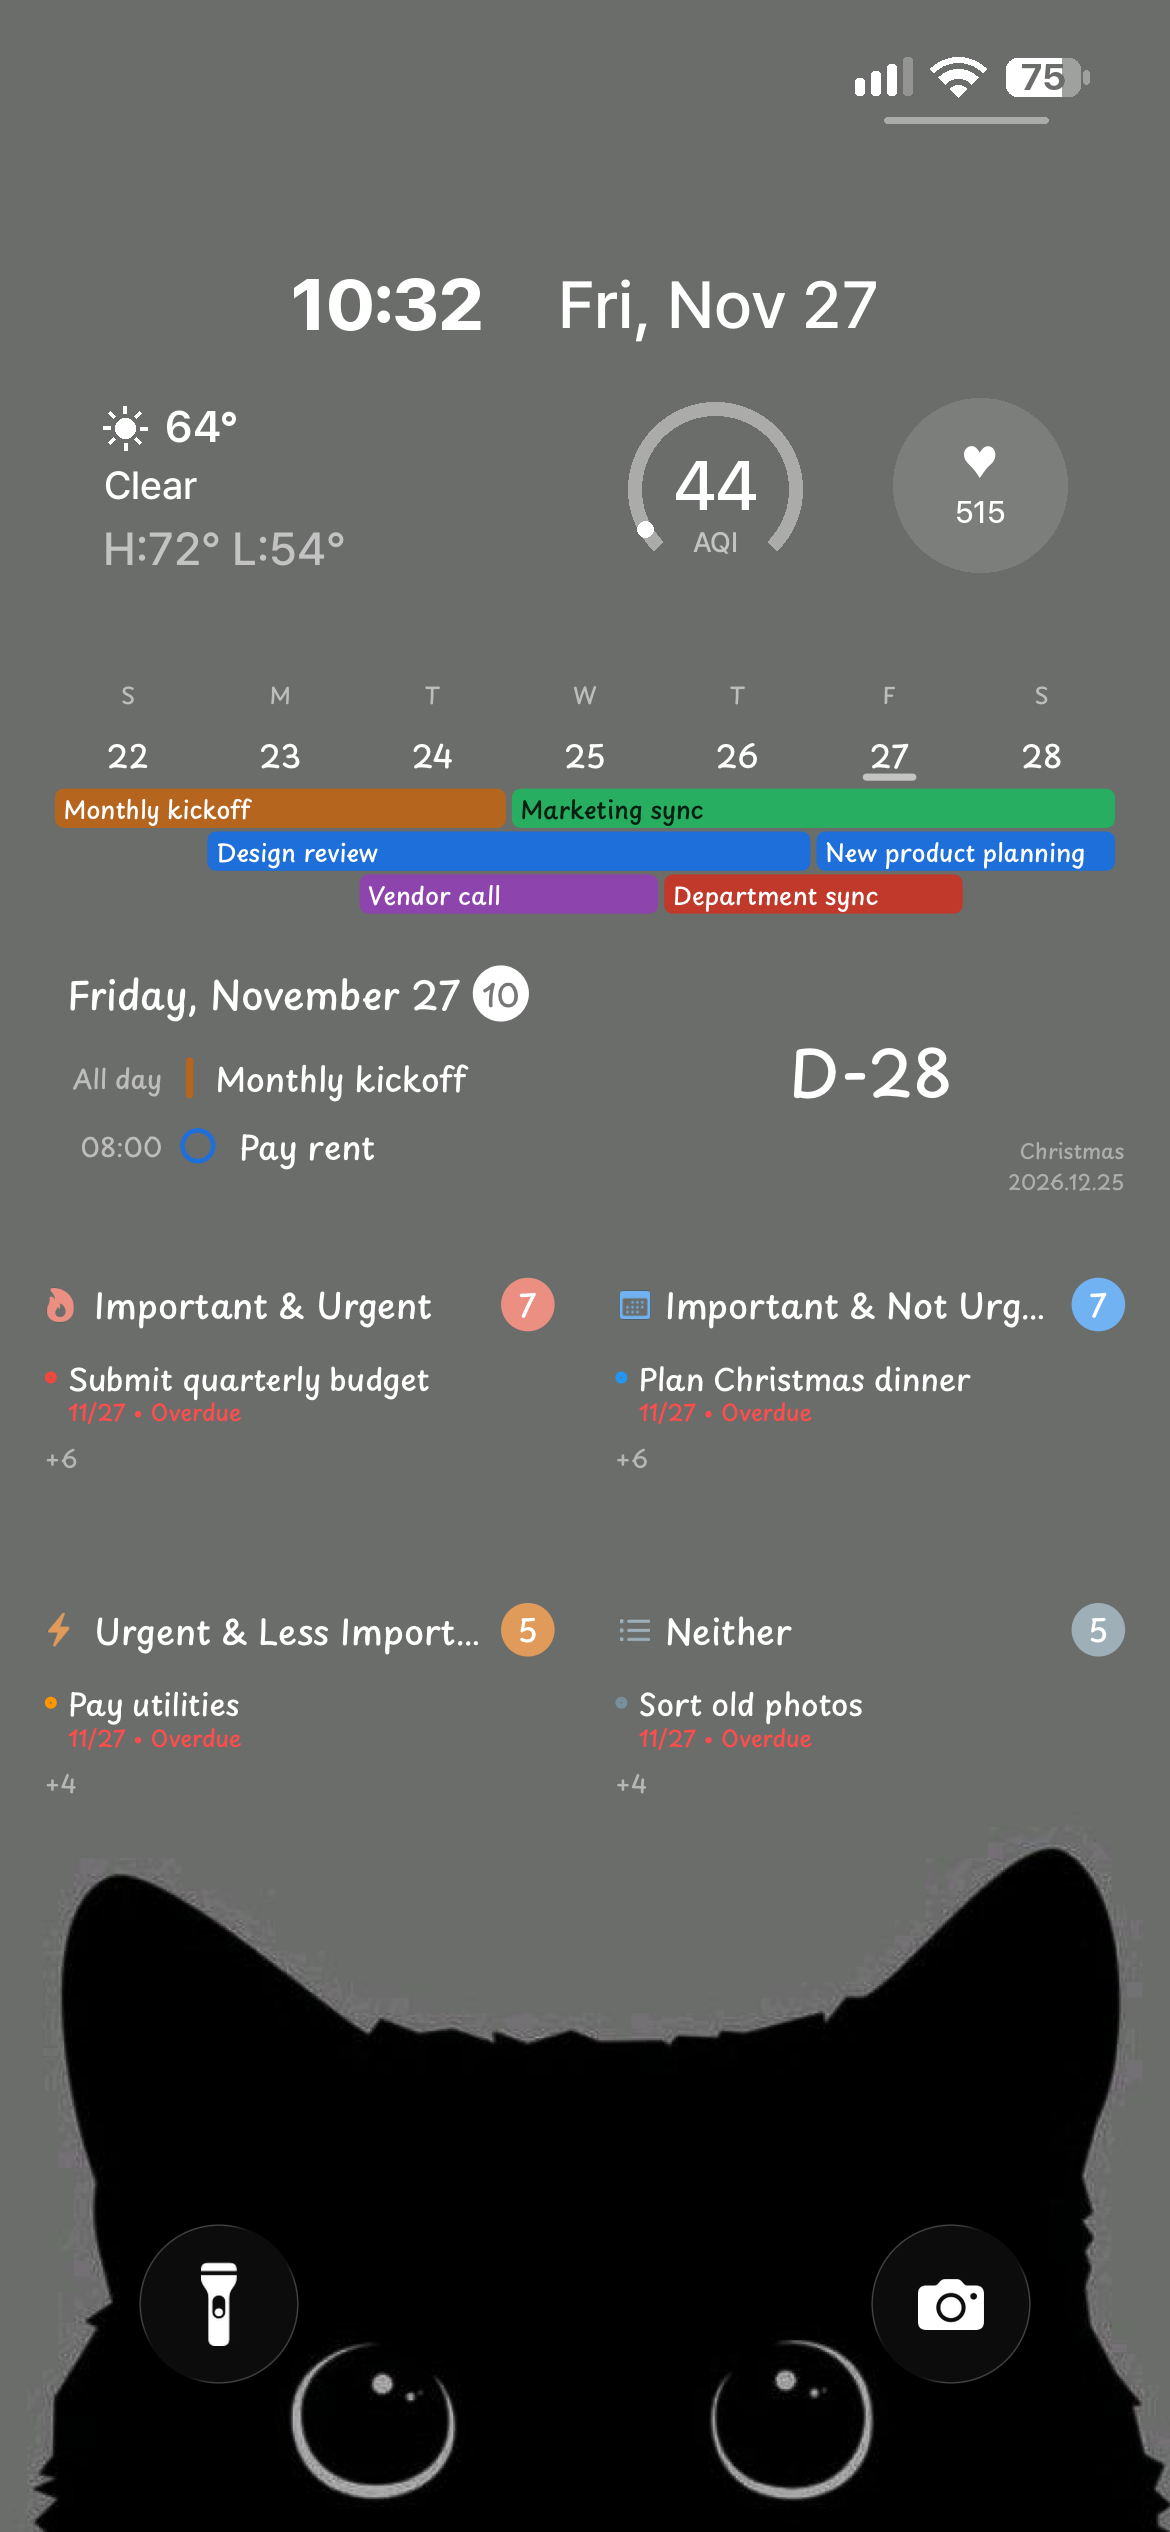 75
10:32 Fri, Nov 27
64°
Clear
H:72° L:54°
44
AQI
515
S M T W T F S
22 23 24 25 26 27 28
Monthly kickoff
Marketing sync
Design review
New product planning
Vendor call
Department sync
Friday, November 27 10
All day Monthly kickoff
08:00 Pay rent
D-28
Christmas
2026.12.25
Important & Urgent 7
Submit quarterly budget
11/27 • Overdue
+6
Important & Not Urg... 7
Plan Christmas dinner
11/27 • Overdue
+6
Urgent & Less Import... 5
Pay utilities
11/27 • Overdue
+4
Neither 5
Sort old photos
11/27 • Overdue
+4